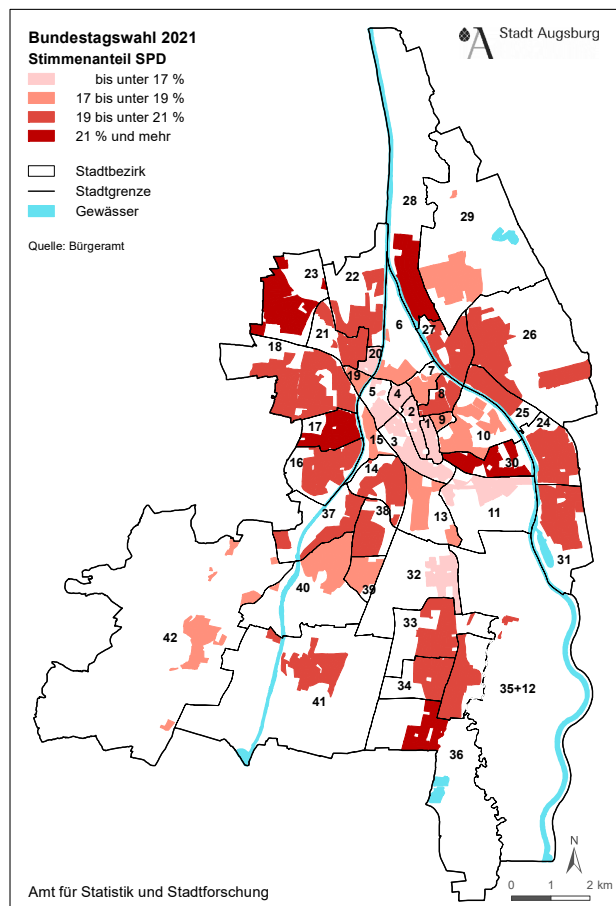 Bundestagswahl 2021
Stimmenanteil SPD
bis unter 17 %
17 bis unter 19 %
19 bis unter 21 %
21 % und mehr
Stadtbezirk
Stadtgrenze
Gewässer
Quelle: Bürgeramt
A Stadt Augsburg
28
29
23
22
6
27
26
21
18
20
7
19
5
4
8
2
25
24
17
1
9
10
15
3
16
14
30
37
38
13
11
31
32
40
39
33
42
34
35+12
41
36
N
0 1 2 km
Amt für Statistik und Stadtforschung